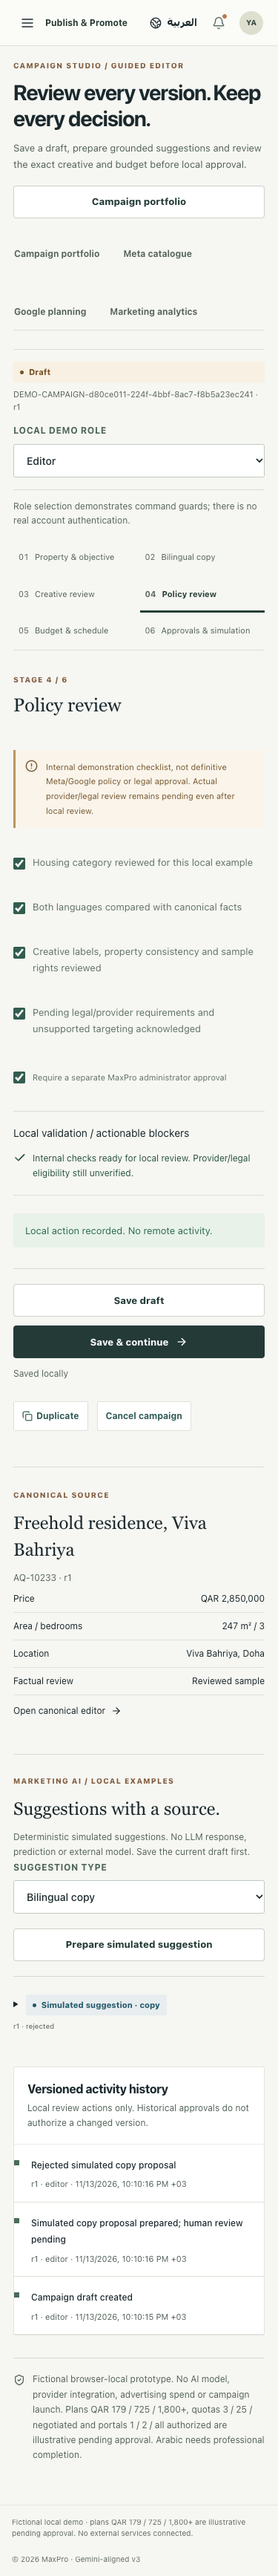 Publish & Promote
العربية
YA
CAMPAIGN STUDIO / GUIDED EDITOR
Review every version. Keep
every decision.
Save a draft, prepare grounded suggestions and review
the exact creative and budget before local approval.
Campaign portfolio
Campaign portfolio
Meta catalogue
Google planning
Marketing analytics
Draft
DEMO-CAMPAIGN-d80ce011-224f-4bbf-8ac7-f8b5a23ec241 ·
r1
LOCAL DEMO ROLE
Editor
Role selection demonstrates command guards; there is no
real account authentication.
01 Property & objective
02 Bilingual copy
03 Creative review
04 Policy review
05 Budget & schedule
06 Approvals & simulation
STAGE 4 / 6
Policy review
Internal demonstration checklist, not definitive
Meta/Google policy or legal approval. Actual
provider/legal review remains pending even after
local review.
Housing category reviewed for this local example
Both languages compared with canonical facts
Creative labels, property consistency and sample
rights reviewed
Pending legal/provider requirements and
unsupported targeting acknowledged
Require a separate MaxPro administrator approval
Local validation / actionable blockers
Internal checks ready for local review. Provider/legal
eligibility still unverified.
Local action recorded. No remote activity.
Save draft
Save & continue
Saved locally
Duplicate
Cancel campaign
CANONICAL SOURCE
Freehold residence, Viva
Bahriya
AQ-10233 · r1
Price QAR 2,850,000
Area / bedrooms 247 m² / 3
Location Viva Bahriya, Doha
Factual review Reviewed sample
Open canonical editor
MARKETING AI / LOCAL EXAMPLES
Suggestions with a source.
Deterministic simulated suggestions. No LLM response,
prediction or external model. Save the current draft first.
SUGGESTION TYPE
Bilingual copy
Prepare simulated suggestion
Simulated suggestion · copy
r1 · rejected
Versioned activity history
Local review actions only. Historical approvals do not
authorize a changed version.
Rejected simulated copy proposal
r1 · editor · 11/13/2026, 10:10:16 PM +03
Simulated copy proposal prepared; human review
pending
r1 · editor · 11/13/2026, 10:10:16 PM +03
Campaign draft created
r1 · editor · 11/13/2026, 10:10:15 PM +03
Fictional browser-local prototype. No AI model,
provider integration, advertising spend or campaign
launch. Plans QAR 179 / 725 / 1,800+, quotas 3 / 25 /
negotiated and portals 1 / 2 / all authorized are
illustrative pending approval. Arabic needs professional
completion.
Fictional local demo · plans QAR 179 / 725 / 1,800+ are illustrative
pending approval. No external services connected.
© 2026 MaxPro · Gemini-aligned v3